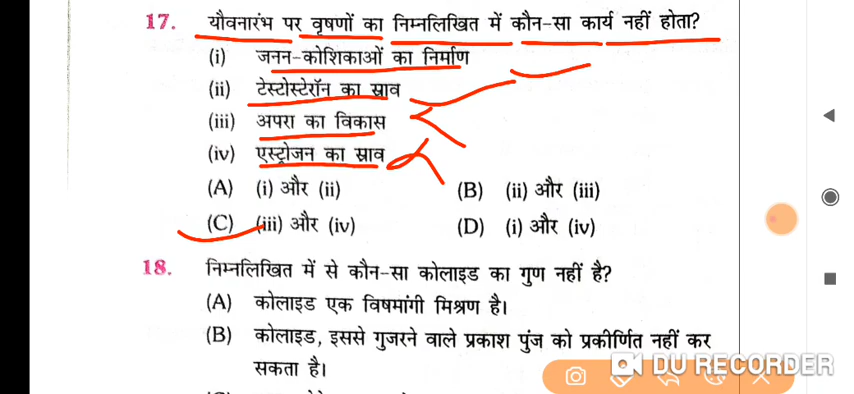 17. यौवनारंभ पर वृषणों का निम्नलिखित में कौन-सा कार्य नहीं होता?
(i) जनन-कोशिकाओं का निर्माण
(ii) टेस्टोस्टेरॉन का स्राव
(iii) अपरा का विकास
(iv) एस्ट्रोजन का स्राव
(A) (i) और (ii) (B) (ii) और (iii)
(C) (iii) और (iv) (D) (i) और (iv)
18. निम्नलिखित में से कौन-सा कोलाइड का गुण नहीं है?
(A) कोलाइड एक विषमांगी मिश्रण है।
(B) कोलाइड, इससे गुजरने वाले प्रकाश पुंज को प्रकीर्णित नहीं कर
सकता है।
DU RECORDER